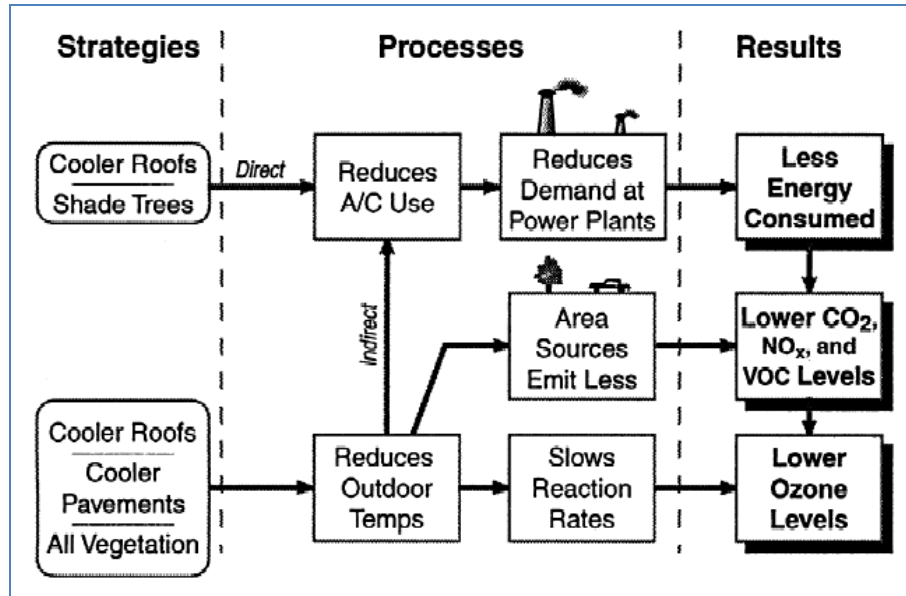 Strategies
Processes
Results
Cooler Roofs
Shade Trees
Direct
Reduces
A/C Use
Reduces
Demand at
Power Plants
Less
Energy
Consumed
Indirect
Area
Sources
Emit Less
Lower CO₂,
NOₓ, and
VOC Levels
Cooler Roofs
Cooler
Pavements
All Vegetation
Reduces
Outdoor
Temps
Slows
Reaction
Rates
Lower
Ozone
Levels